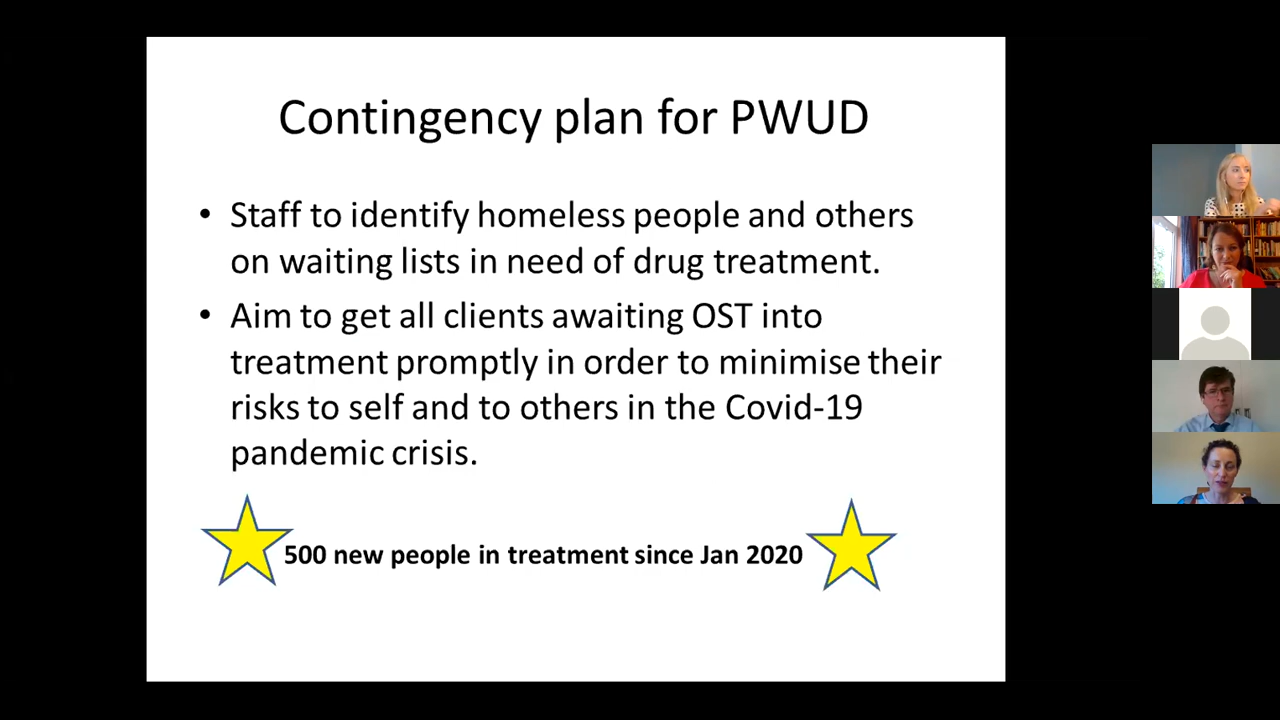 Contingency plan for PWUD
• Staff to identify homeless people and others
on waiting lists in need of drug treatment.
• Aim to get all clients awaiting OST into
treatment promptly in order to minimise their
risks to self and to others in the Covid-19
pandemic crisis.
500 new people in treatment since Jan 2020